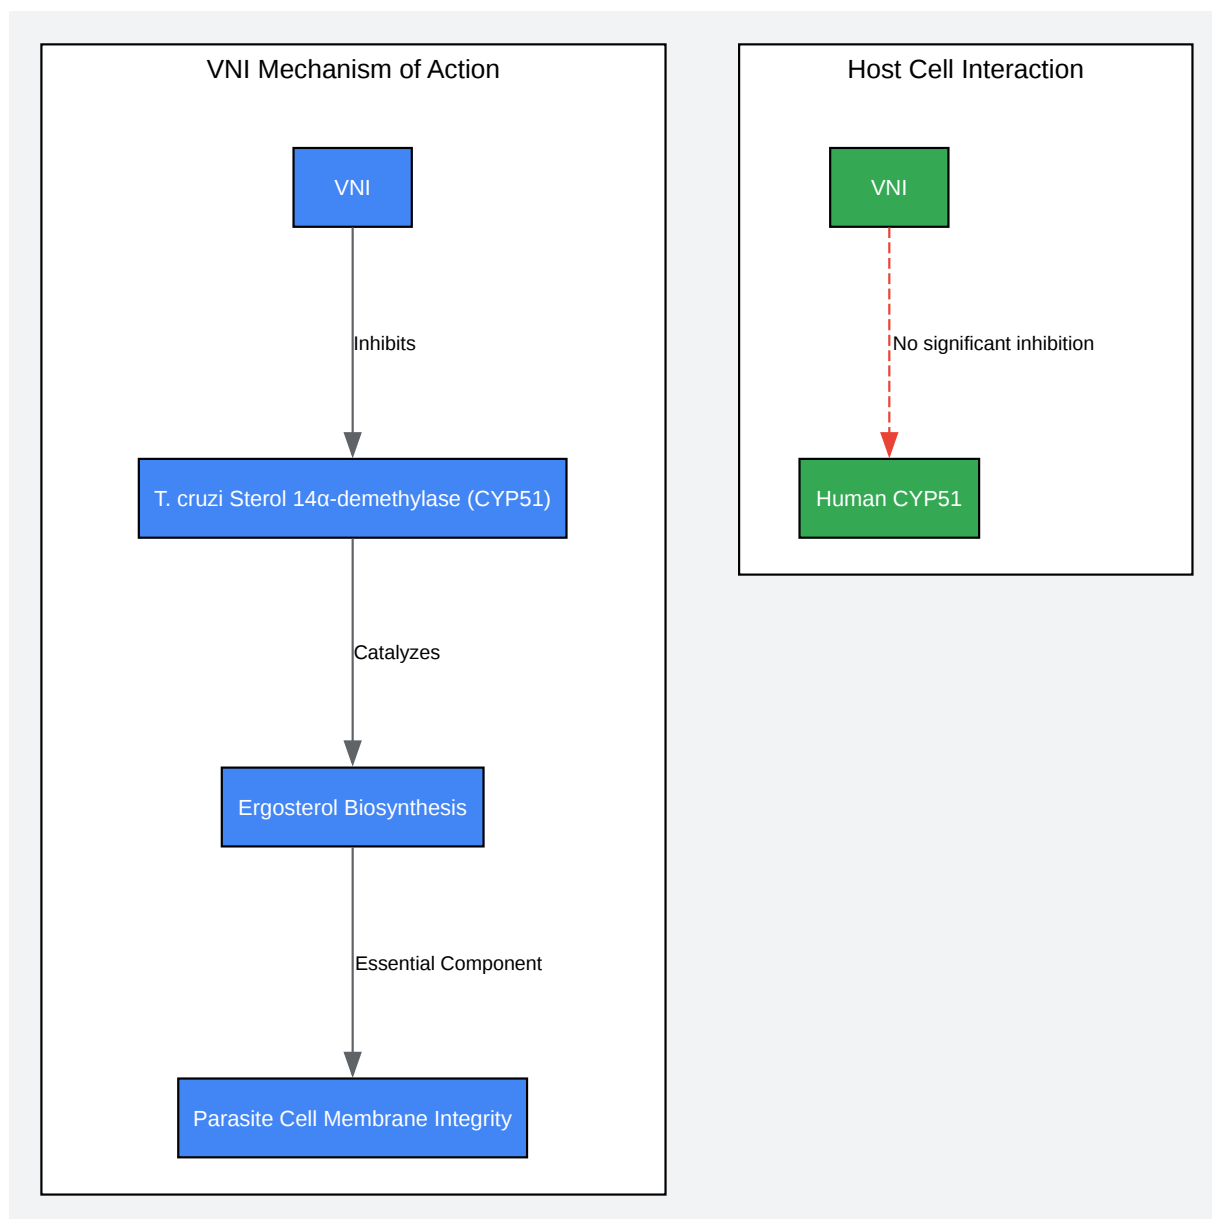 VNI Mechanism of Action
VNI
Inhibits
T. cruzi Sterol 14α-demethylase (CYP51)
Catalyzes
Ergosterol Biosynthesis
Essential Component
Parasite Cell Membrane Integrity
Host Cell Interaction
VNI
No significant inhibition
Human CYP51